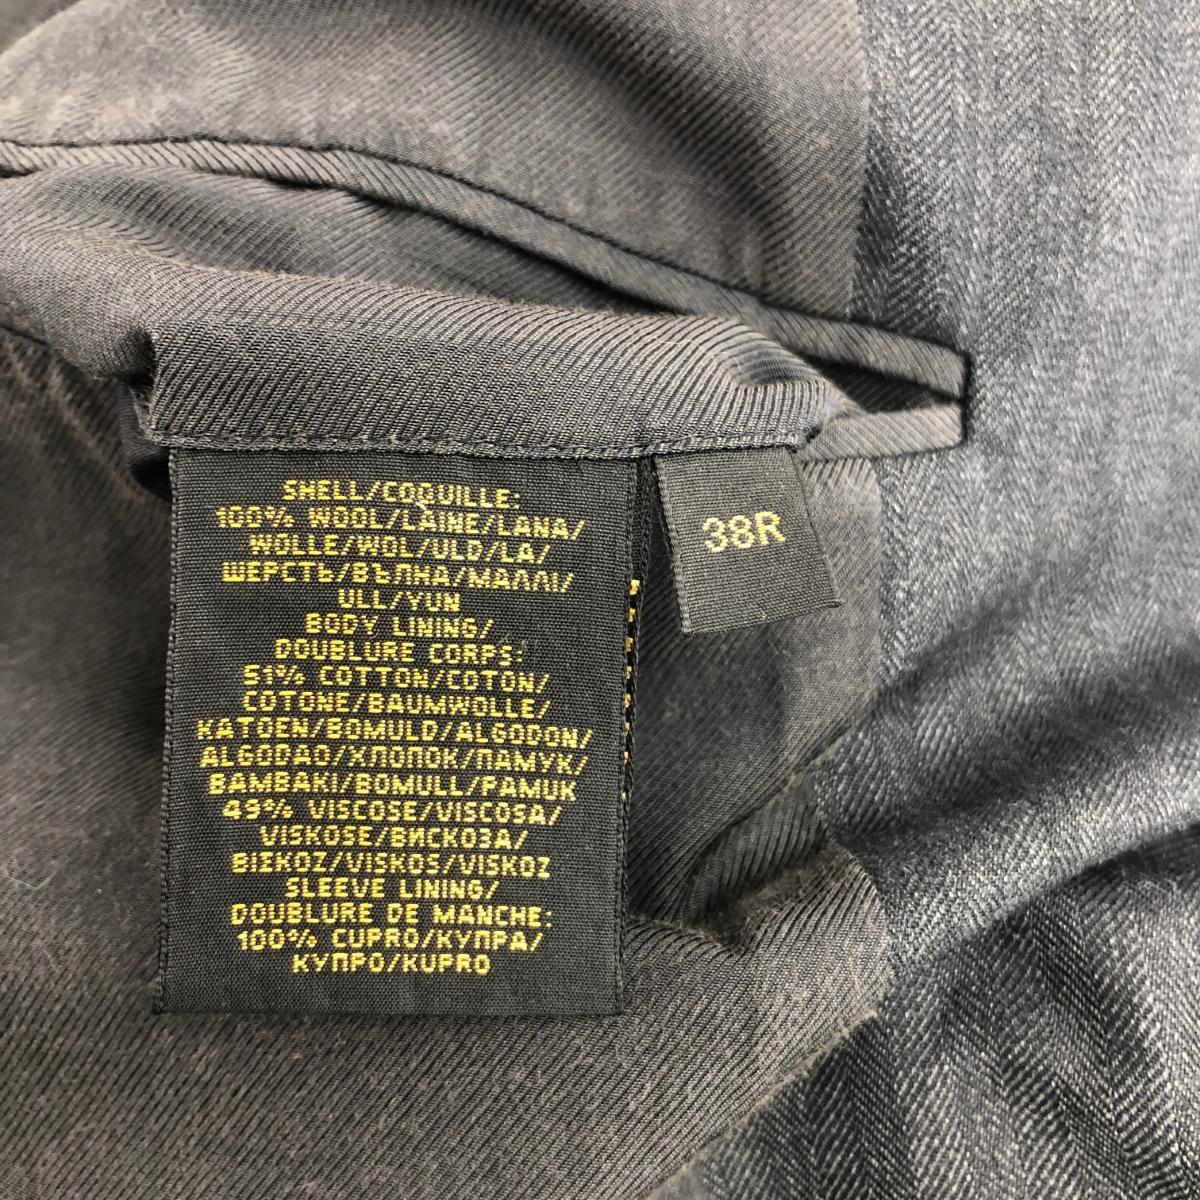 SHELL/COQUILLE:
100% WOOL/LAINE/LANA/
WOLLE/WOL/ULD/LA/
ШЕРСТЬ/ВЪЛНА/ΜΑΛΛΙ/
ULL/YUN
BODY LINING/
DOUBLURE CORPS:
51% COTTON/COTON/
COTONE/BAUMWOLLE/
KATOEN/BOMULD/ALGODON/
ALGODAO/ХЛОПОК/ПАМУК/
BAMBAKI/BOMULL/PAMUK
49% VISCOSE/VISCOSA/
VISKOSE/ВИСКОЗА/
ΒΙΣΚΟΖ/VISKOS/VISKOZ
SLEEVE LINING/
DOUBLURE DE MANCHE:
100% CUPRO/КУПРА/
КУПРО/KUPRO
38R